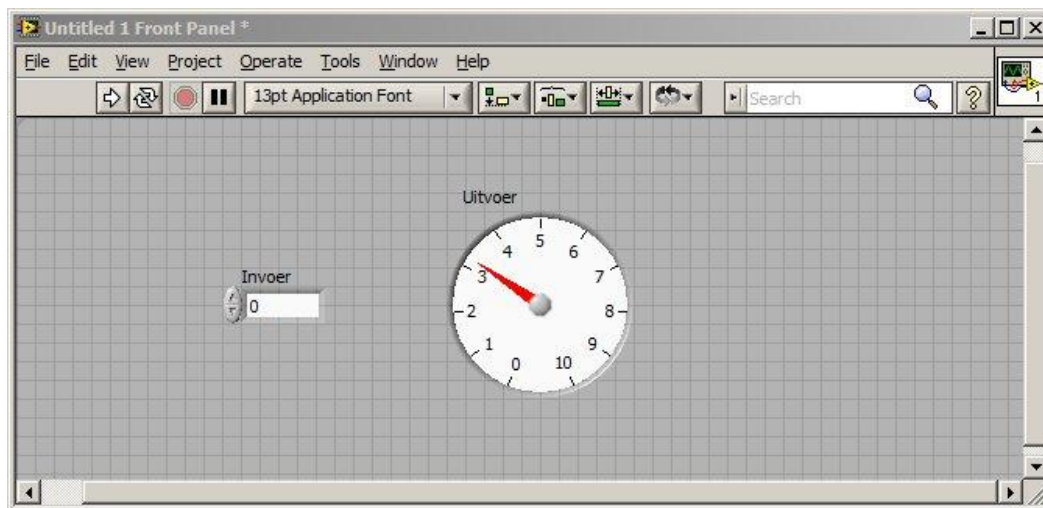 Untitled 1 Front Panel *
File Edit View Project Operate Tools Window Help
13pt Application Font
Search
?
1
Uitvoer
Invoer
0
0
1
2
3
4
5
6
7
8
9
10